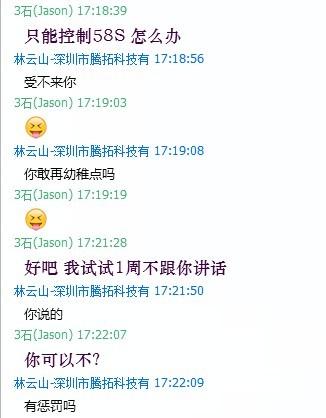 3石(Jason) 17:18:39
只能控制58S 怎么办
林云山-深圳市腾拓科技有 17:18:56
受不来你
3石(Jason) 17:19:03
林云山-深圳市腾拓科技有 17:19:08
你敢再幼稚点吗
3石(Jason) 17:19:19
3石(Jason) 17:21:28
好吧 我试试1周不跟你讲话
林云山-深圳市腾拓科技有 17:21:50
你说的
3石(Jason) 17:22:07
你可以不?
林云山-深圳市腾拓科技有 17:22:09
有惩罚吗